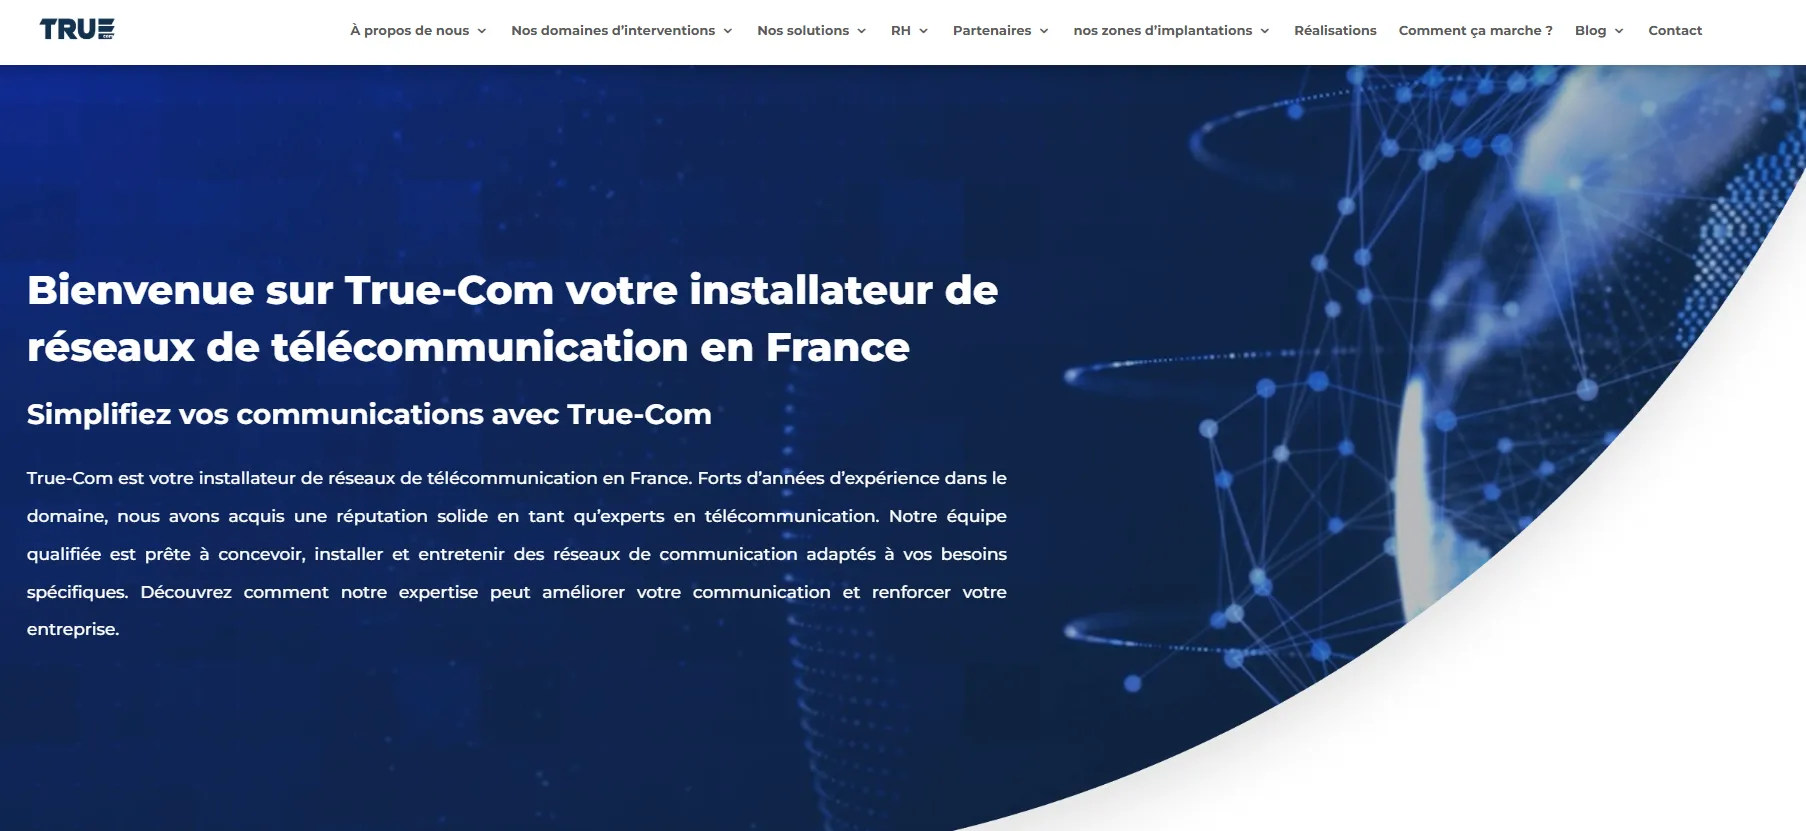 TRUE
com
À propos de nous
Nos domaines d’interventions
Nos solutions
RH
Partenaires
nos zones d’implantations
Réalisations
Comment ça marche ?
Blog
Contact
Bienvenue sur True-Com votre installateur de
réseaux de télécommunication en France
Simplifiez vos communications avec True-Com
True-Com est votre installateur de réseaux de télécommunication en France. Forts d’années d’expérience dans le
domaine, nous avons acquis une réputation solide en tant qu’experts en télécommunication. Notre équipe
qualifiée est prête à concevoir, installer et entretenir des réseaux de communication adaptés à vos besoins
spécifiques. Découvrez comment notre expertise peut améliorer votre communication et renforcer votre
entreprise.